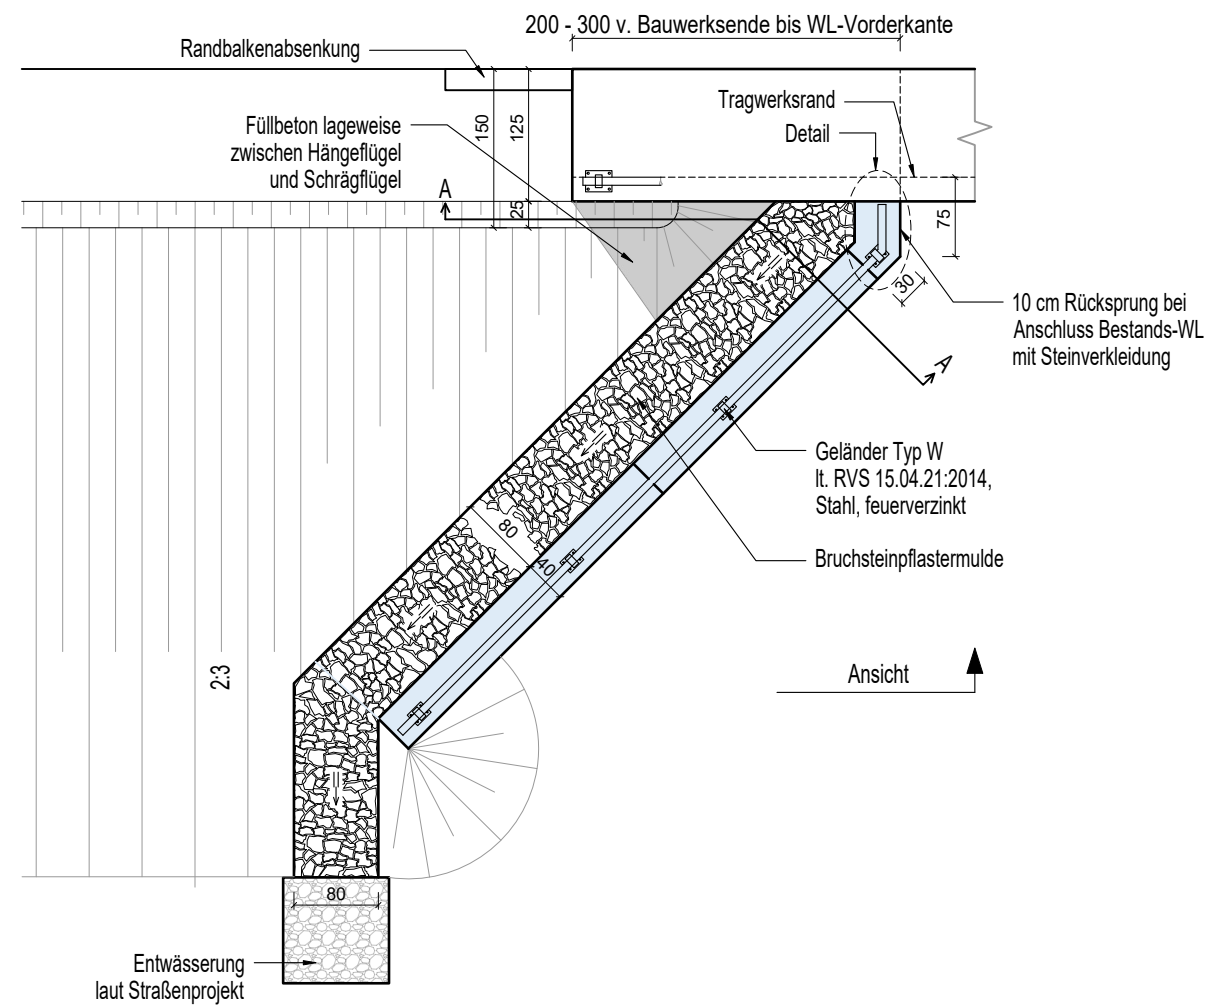 200 - 300 v. Bauwerksende bis WL-Vorderkante
Randbalkenabsenkung
Tragwerksrand
Detail
150
125
Füllbeton lageweise
zwischen Hängeflügel
und Schrägflügel
A
25
75
30
10 cm Rücksprung bei
Anschluss Bestands-WL
mit Steinverkleidung
A
Geländer Typ W
lt. RVS 15.04.21:2014,
Stahl, feuerverzinkt
80
40
Bruchsteinpflastermulde
2:3
Ansicht
80
Entwässerung
laut Straßenprojekt